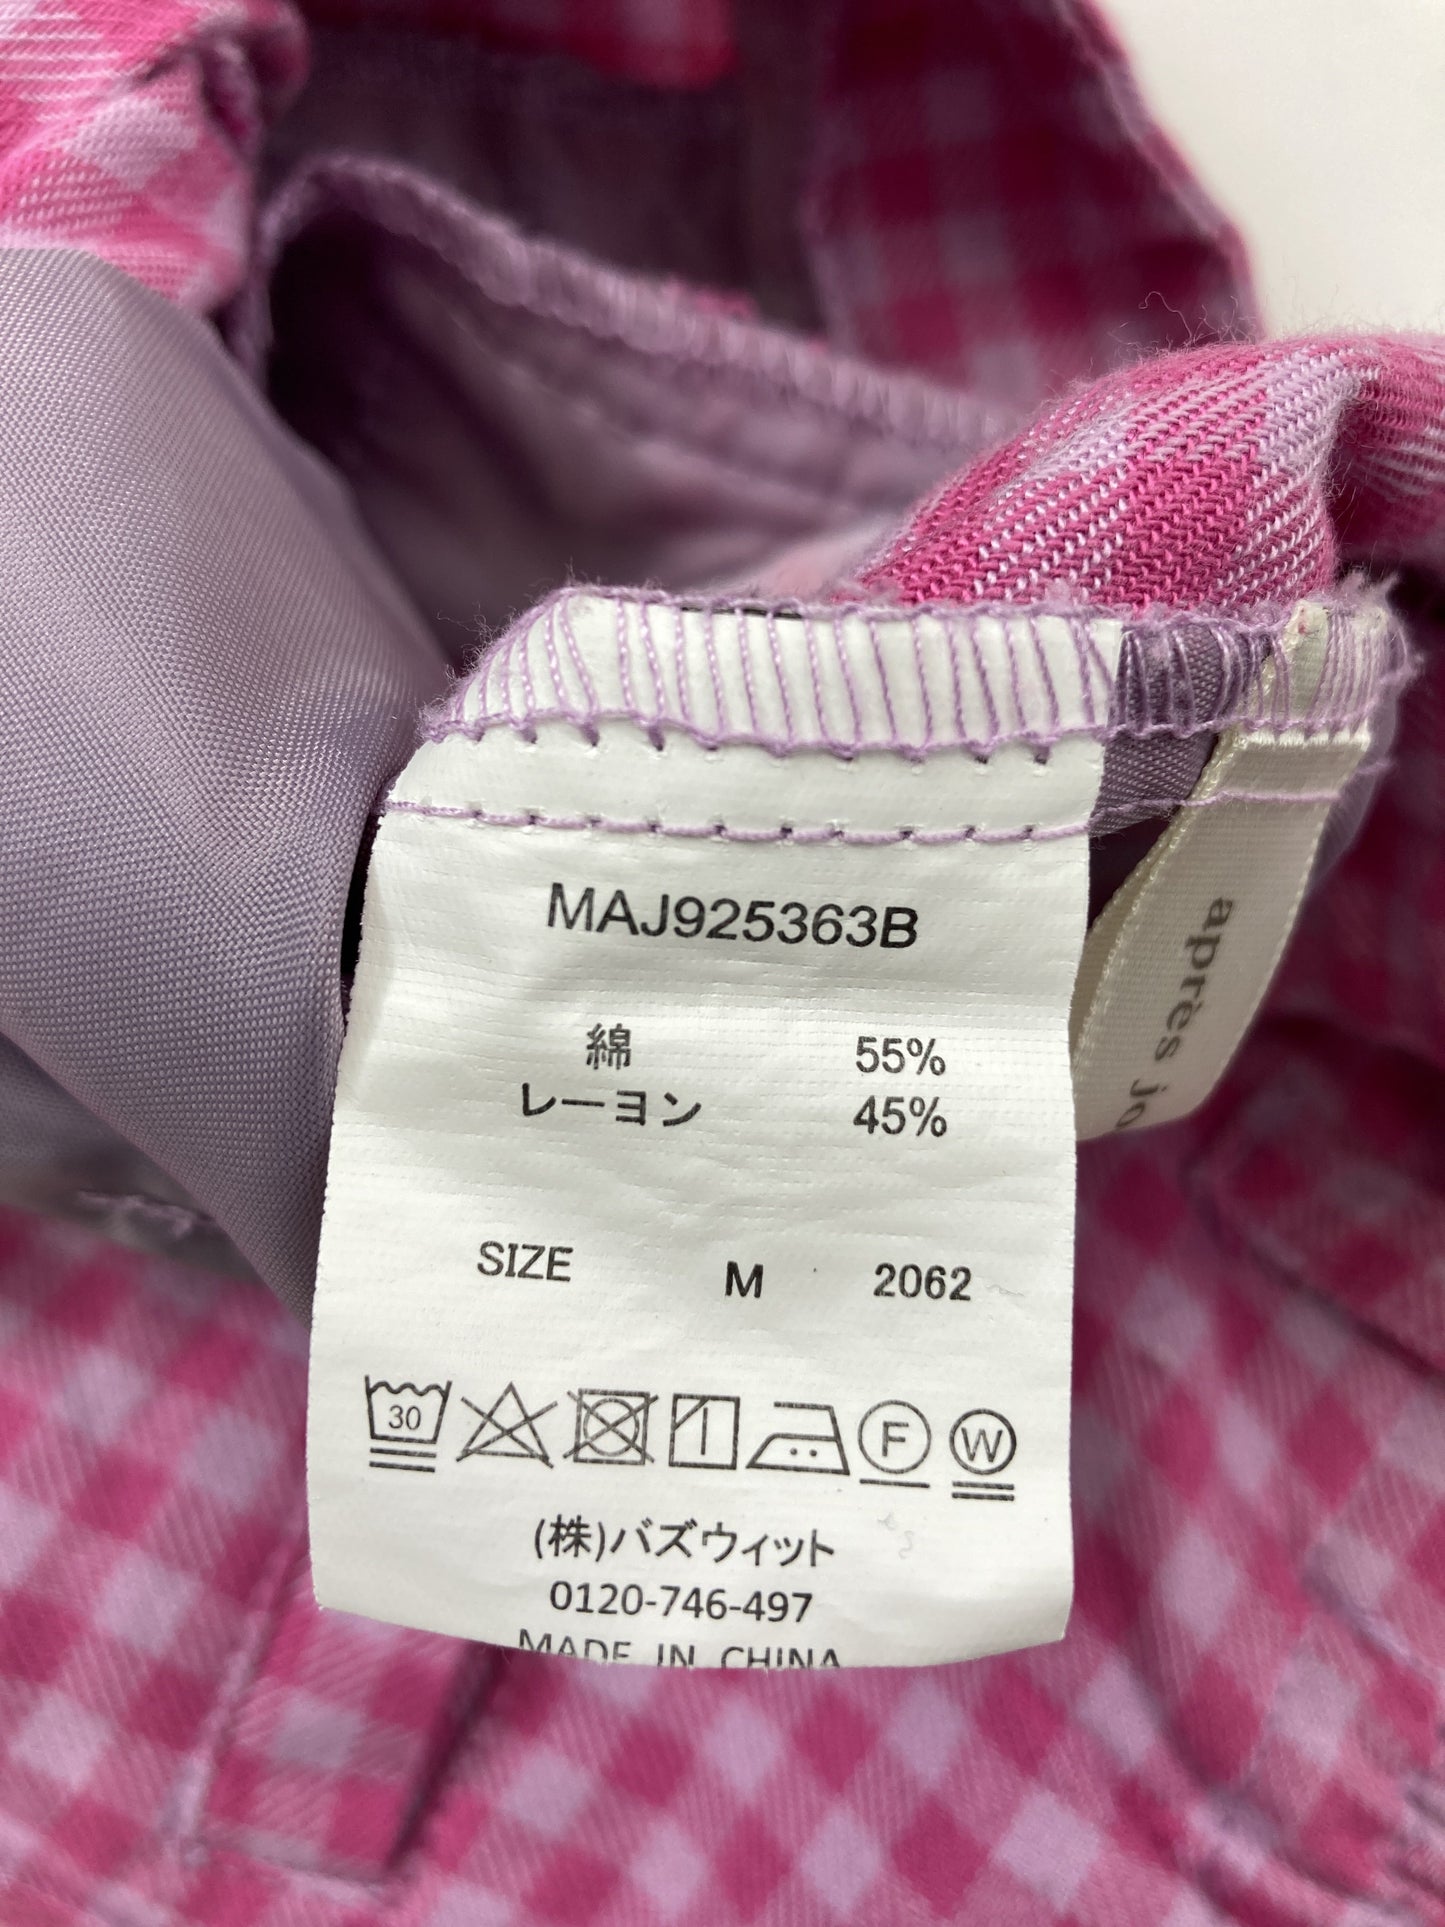 MAJ925363B
綿 55%
レーヨン 45%
SIZE M 2062
30 F W
(株)バズウィット
0120-746-497
MADE IN CHINA
après jo